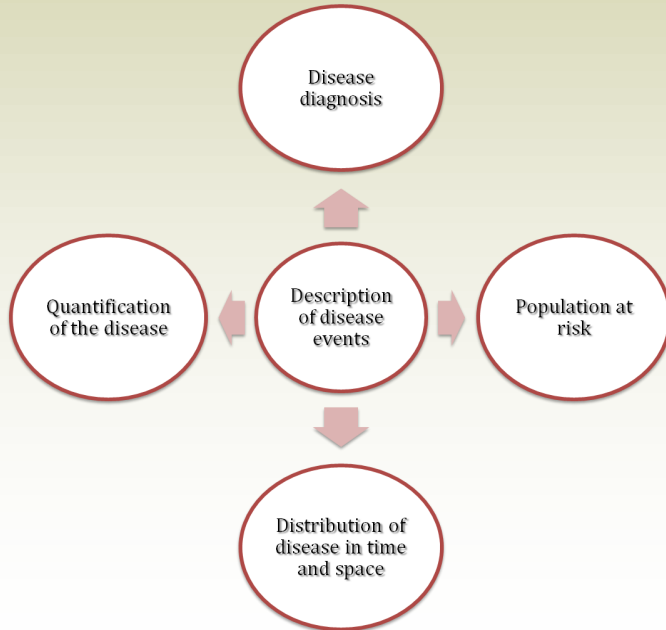 Disease
diagnosis
Quantification
of the disease
Description
of disease
events
Population at
risk
Distribution of
disease in time
and space